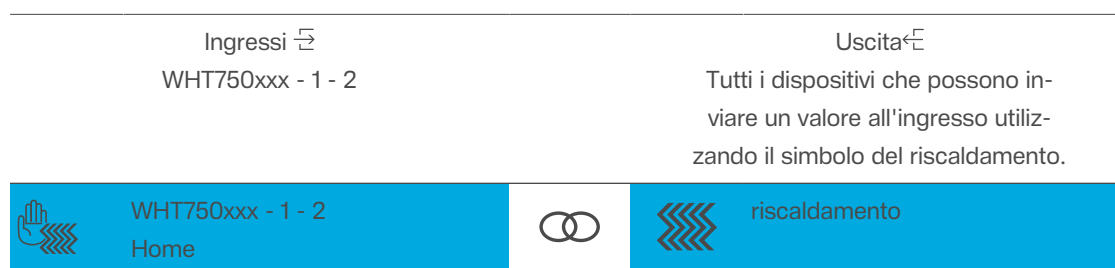 Ingressi
WHT750xxx - 1 - 2
Uscita
Tutti i dispositivi che possono in-
viare un valore all'ingresso utiliz-
zando il simbolo del riscaldamento.
WHT750xxx - 1 - 2
Home
riscaldamento